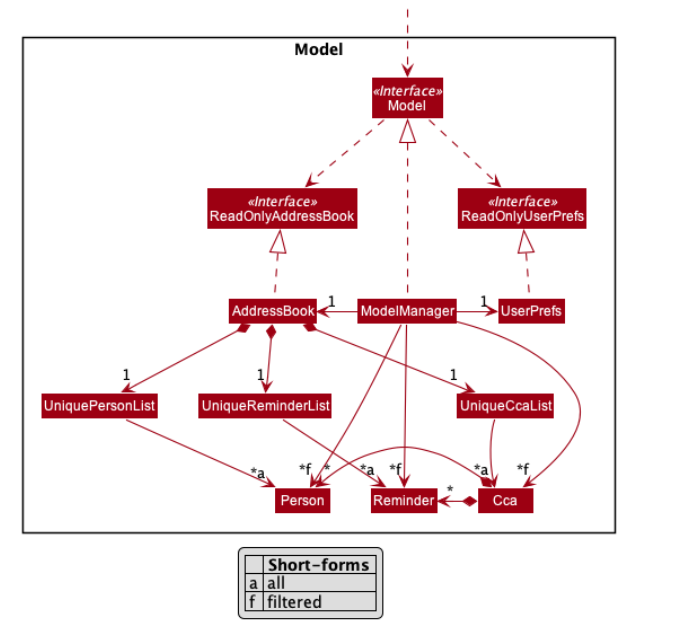 Model
«Interface»
Model
«Interface»
ReadOnlyAddressBook
«Interface»
ReadOnlyUserPrefs
AddressBook
1
ModelManager
1
UserPrefs
1
1
1
UniquePersonList
UniqueReminderList
UniqueCcaList
*a
*f
*
*a
*f
*a
*f
Person
Reminder
*
Cca
Short-forms
a all
f filtered